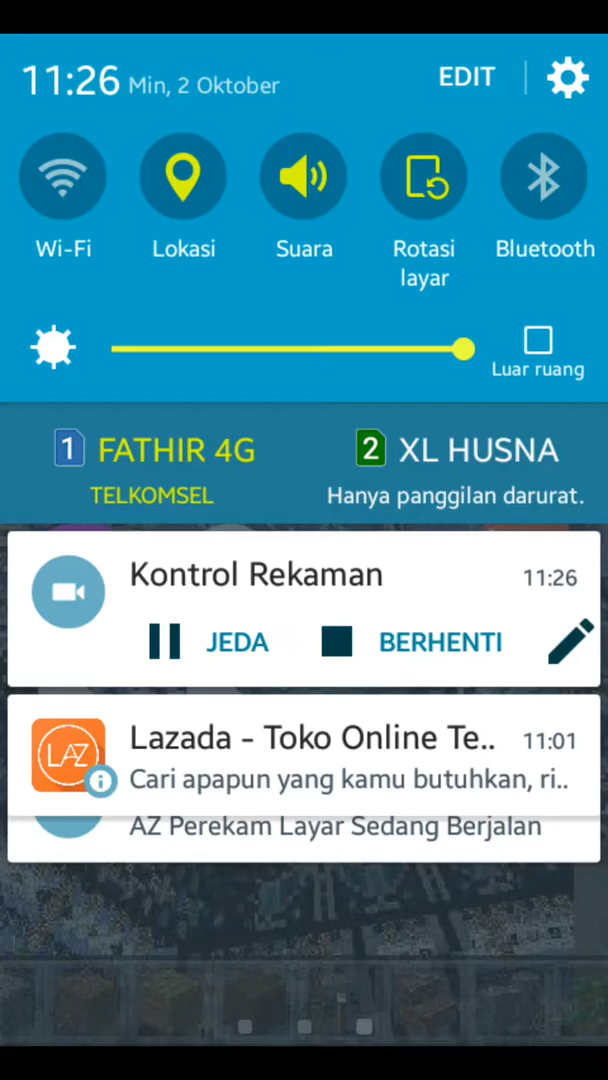 11:26 Min, 2 Oktober EDIT
Wi-Fi Lokasi Suara Rotasi layar Bluetooth
Luar ruang
1 FATHIR 4G
TELKOMSEL
2 XL HUSNA
Hanya panggilan darurat.
Kontrol Rekaman 11:26
JEDA BERHENTI
LAZ
Lazada - Toko Online Te.. 11:01
Cari apapun yang kamu butuhkan, ri..
AZ Perekam Layar Sedang Berjalan